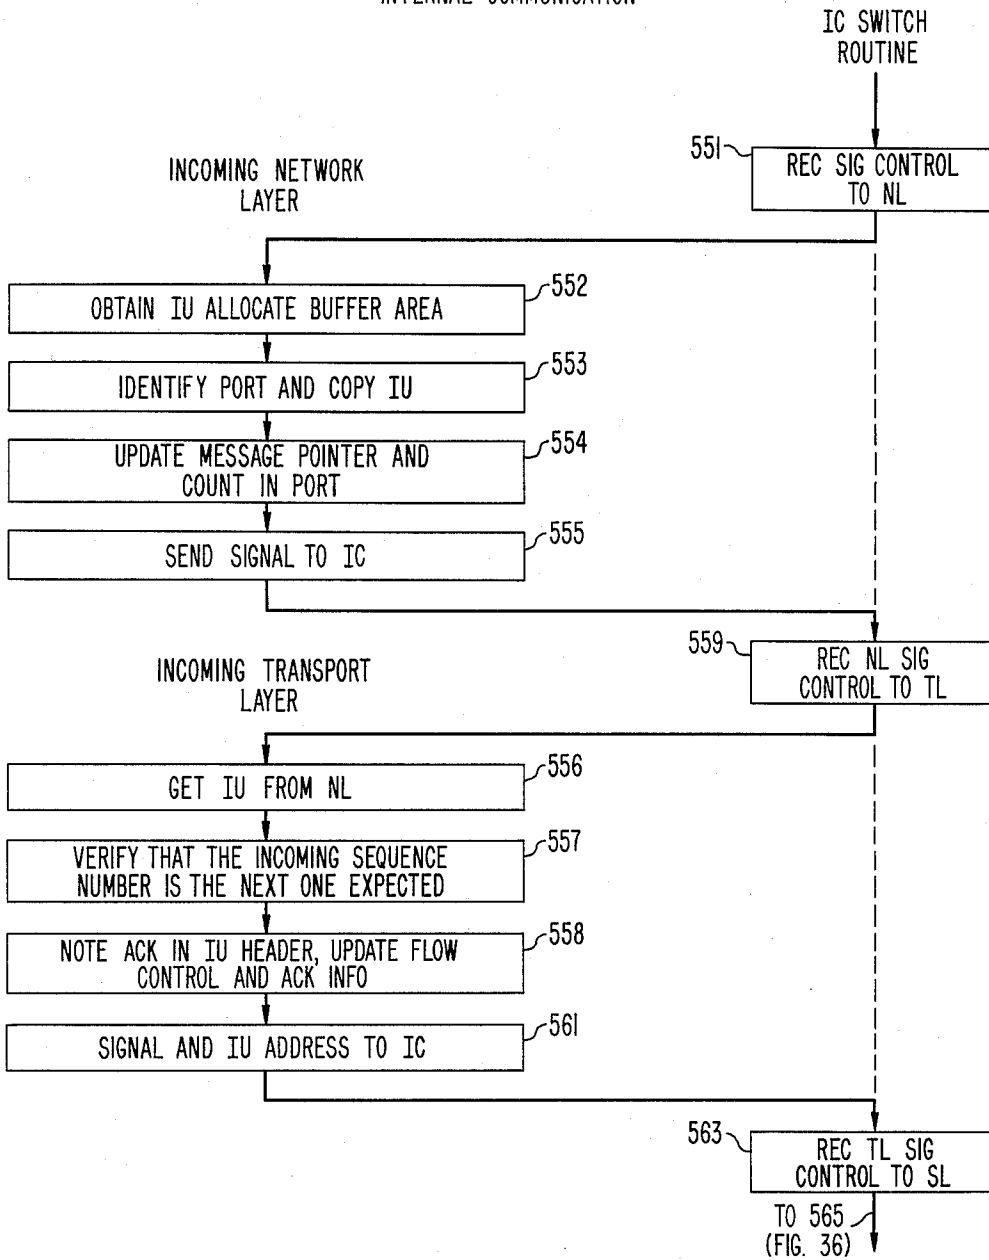 INTERNAL COMMUNICATION
IC SWITCH
ROUTINE
551
REC SIG CONTROL
TO NL
INCOMING NETWORK
LAYER
552
OBTAIN IU ALLOCATE BUFFER AREA
553
IDENTIFY PORT AND COPY IU
554
UPDATE MESSAGE POINTER AND
COUNT IN PORT
555
SEND SIGNAL TO IC
559
REC NL SIG
CONTROL TO TL
INCOMING TRANSPORT
LAYER
556
GET IU FROM NL
557
VERIFY THAT THE INCOMING SEQUENCE
NUMBER IS THE NEXT ONE EXPECTED
558
NOTE ACK IN IU HEADER, UPDATE FLOW
CONTROL AND ACK INFO
561
SIGNAL AND IU ADDRESS TO IC
563
REC TL SIG
CONTROL TO SL
TO 565
(FIG. 36)